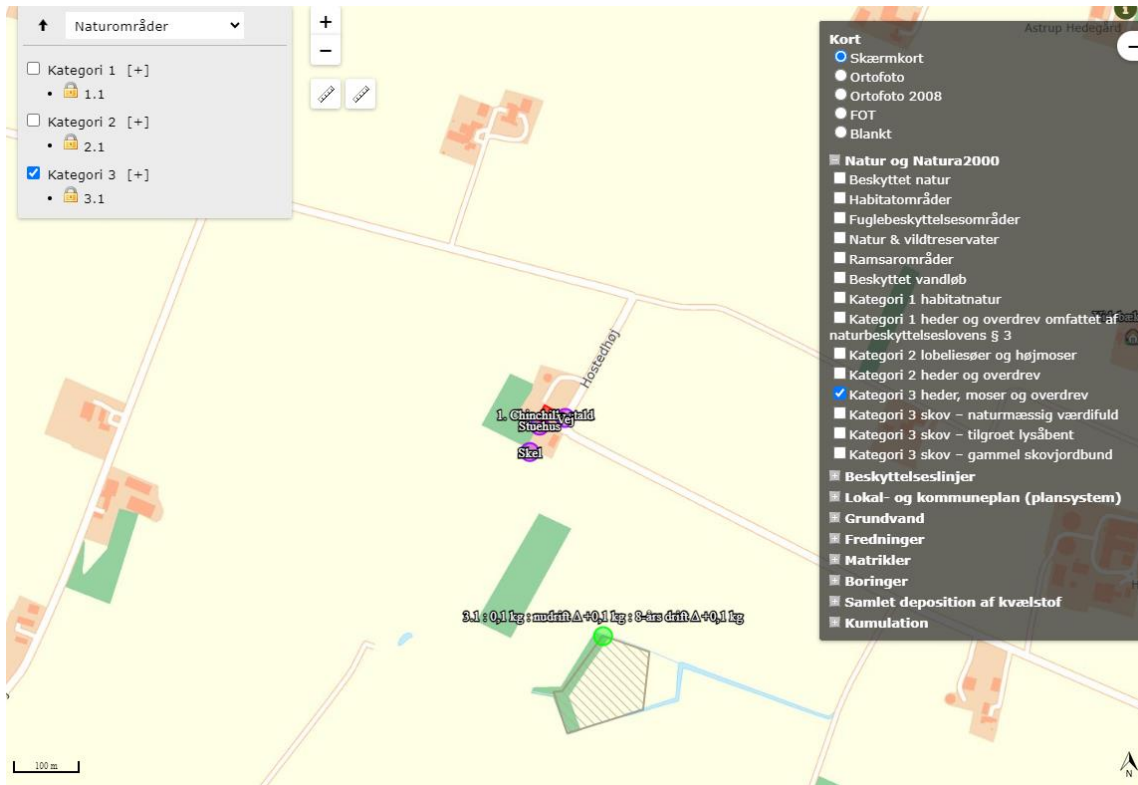 Naturområder
Kategori 1 [+]
1.1
Kategori 2 [+]
2.1
Kategori 3 [+]
3.1
+
−
Astrup Hedegård
Hostedhøj
Stuehus
Vej
Skel
3.1 : 0,1 kg : nudrift Δ +0,1 kg : 8-års drift Δ +0,1 kg
100 m
N
Kort
Skærmkort
Ortofoto
Ortofoto 2008
FOT
Blankt
Natur og Natura2000
Beskyttet natur
Habitatområder
Fuglebeskyttelsesområder
Natur & vildtreservater
Ramsarområder
Beskyttet vandløb
Kategori 1 habitatnatur
Kategori 1 heder og overdrev omfattet af
naturbeskyttelseslovens § 3
Kategori 2 lobeliesøer og højmoser
Kategori 2 heder og overdrev
Kategori 3 heder, moser og overdrev
Kategori 3 skov – naturmæssig værdifuld
Kategori 3 skov – tilgroet lysåbent
Kategori 3 skov – gammel skovjordbund
Beskyttelseslinjer
Lokal- og kommuneplan (plansystem)
Grundvand
Fredninger
Matrikler
Boringer
Samlet deposition af kvælstof
Kumulation